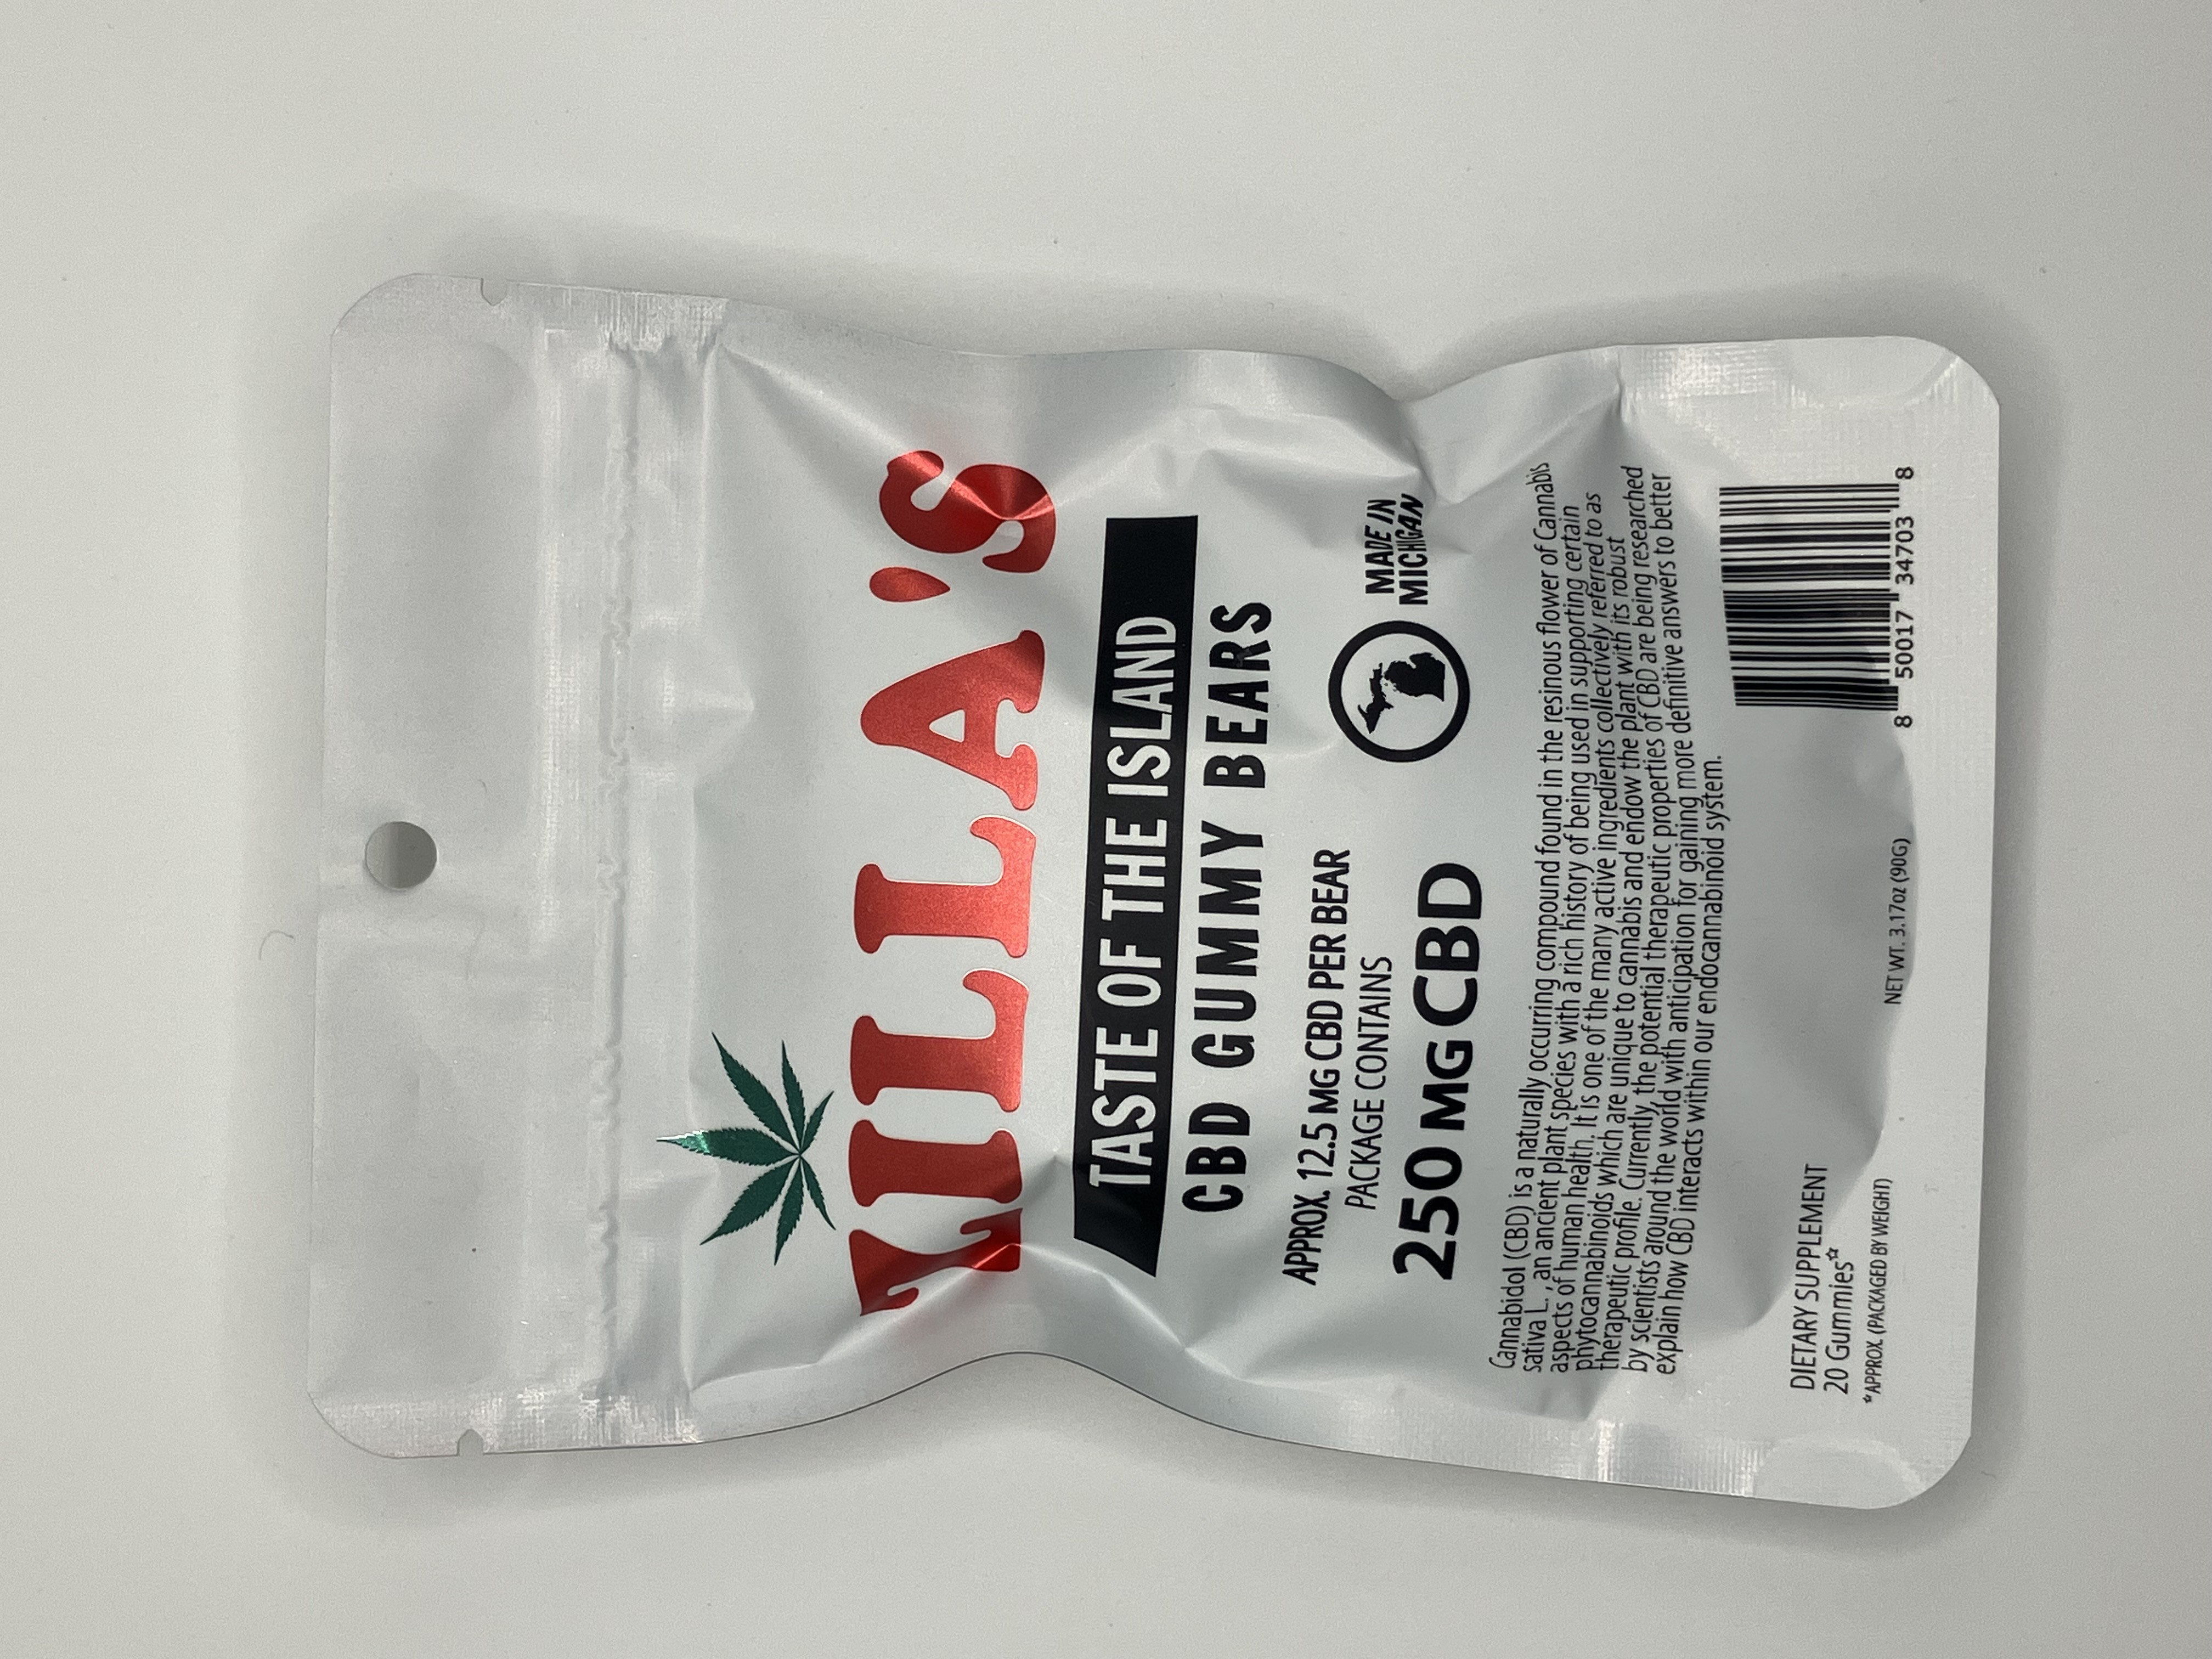 ZILLA'S
TASTE OF THE ISLAND
CBD GUMMY BEARS
APPROX. 12.5 MG CBD PER BEAR
PACKAGE CONTAINS
250 MG CBD
MADE IN
MICHIGAN
Cannabidol (CBD) is a naturally occurring compound found in the resinous flower of Cannabis
sativa L., an ancient plant species with a rich history of being used in supporting certain
aspects of human health. It is one of the many active ingredients collectively referred to as
phytocannabinoids which are unique to cannabis and endow the plant with its robust
therapeutic profile. Currently, the potential therapeutic properties of CBD are being researched
by scientists around the world with anticipation for gaining more definitive answers to better
explain how CBD interacts within our endocannabinoid system.
DIETARY SUPPLEMENT
20 Gummies*
*APPROX. (PACKAGED BY WEIGHT)
NET WT. 3.17oz (90G)
8 50017 34703 8